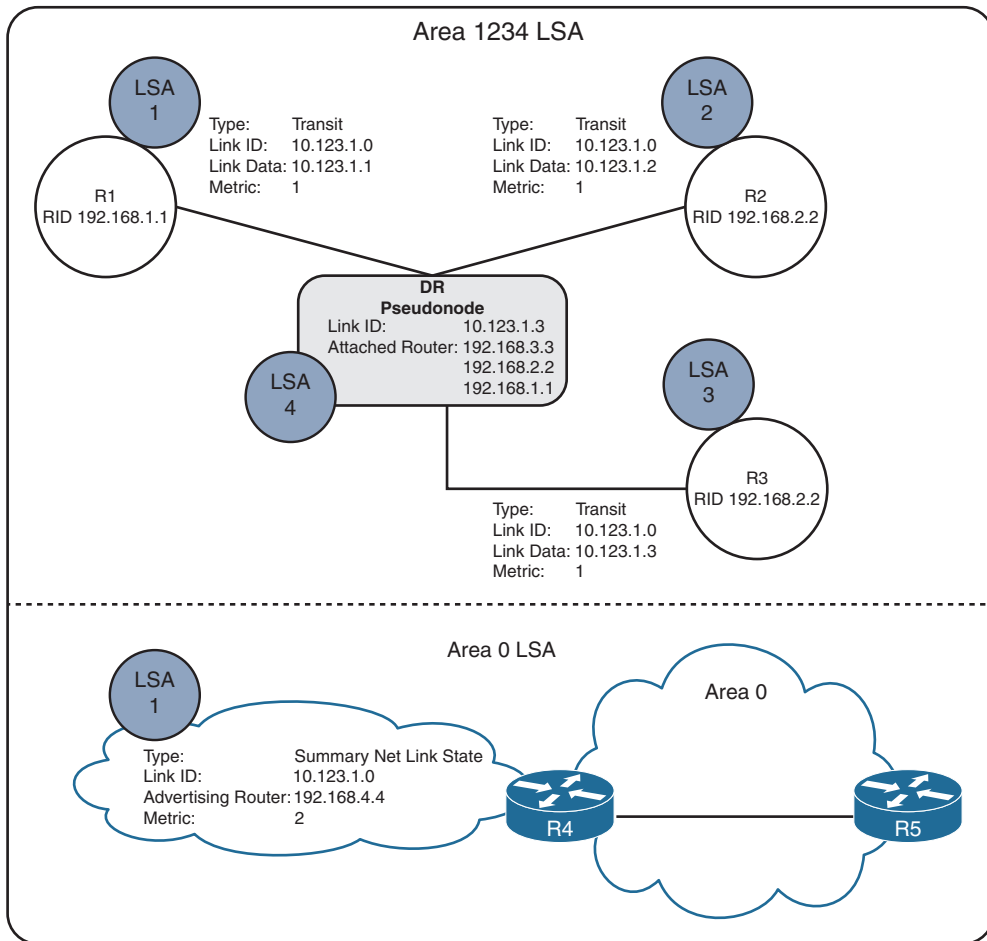 Area 1234 LSA
LSA
1
Type: Transit
Link ID: 10.123.1.0
Link Data: 10.123.1.1
Metric: 1
R1
RID 192.168.1.1
LSA
2
Type: Transit
Link ID: 10.123.1.0
Link Data: 10.123.1.2
Metric: 1
R2
RID 192.168.2.2
DR
Pseudonode
Link ID: 10.123.1.3
Attached Router: 192.168.3.3
192.168.2.2
192.168.1.1
LSA
4
LSA
3
R3
RID 192.168.2.2
Type: Transit
Link ID: 10.123.1.0
Link Data: 10.123.1.3
Metric: 1
Area 0 LSA
LSA
1
Type: Summary Net Link State
Link ID: 10.123.1.0
Advertising Router: 192.168.4.4
Metric: 2
Area 0
R4
R5